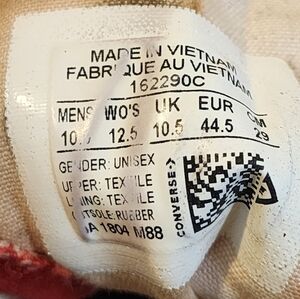 MADE IN VIETNAM
FABRIQUE AU VIETNAM
162290C
MENS WO'S UK EUR CM
10.5 12.5 10.5 44.5 29
GENDER: UNISEX
UPPER: TEXTILE
LINING: TEXTILE
OUTSOLE: RUBBER
1804 M88
CONVERSE